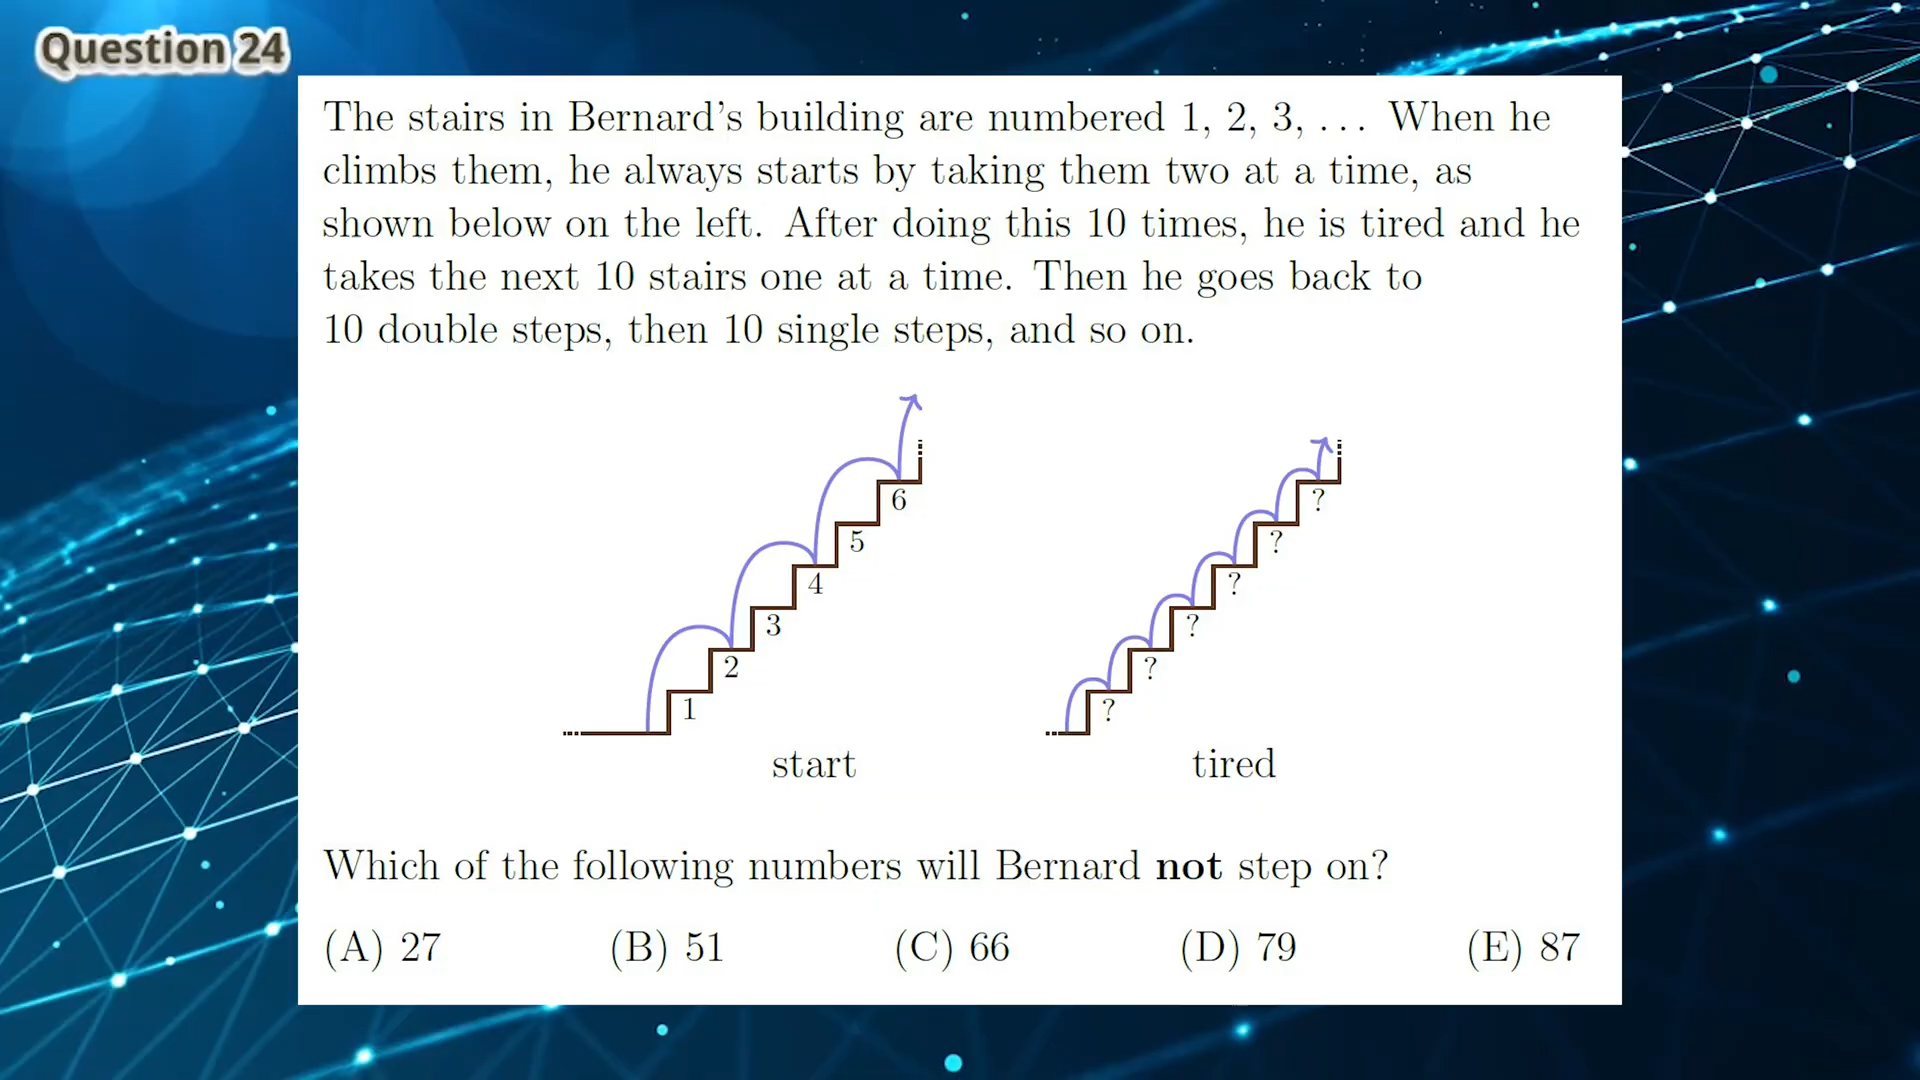 Question 24
The stairs in Bernard's building are numbered 1, 2, 3, … When he
climbs them, he always starts by taking them two at a time, as
shown below on the left. After doing this 10 times, he is tired and he
takes the next 10 stairs one at a time. Then he goes back to
10 double steps, then 10 single steps, and so on.
6
5
4
3
2
1
start
?
?
?
?
?
?
tired
Which of the following numbers will Bernard not step on?
(A) 27 (B) 51 (C) 66 (D) 79 (E) 87